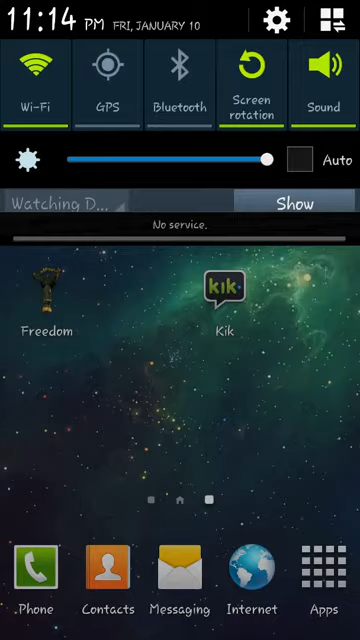 11:14 PM FRI, JANUARY 10
Wi-Fi GPS Bluetooth Screen rotation Sound
Auto
Watching D... Show
No service.
kik
Freedom Kik
Phone Contacts Messaging Internet Apps